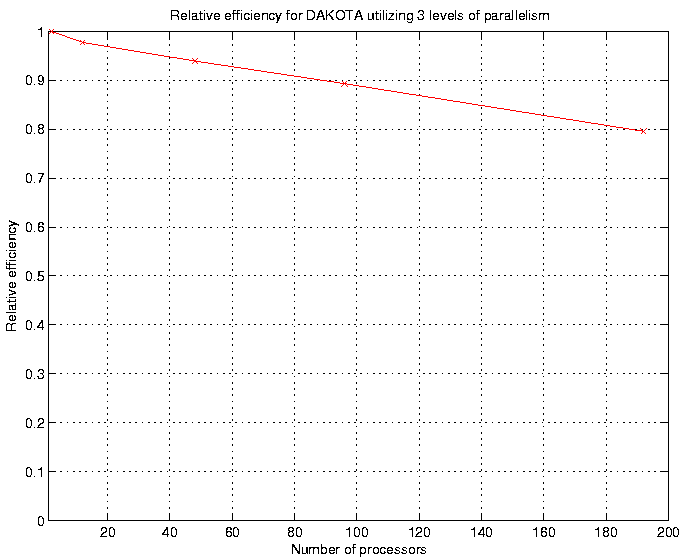 Relative efficiency for DAKOTA utilizing 3 levels of parallelism
1
0.9
0.8
0.7
0.6
0.5
0.4
0.3
0.2
0.1
0
Relative efficiency
20 40 60 80 100 120 140 160 180 200
Number of processors